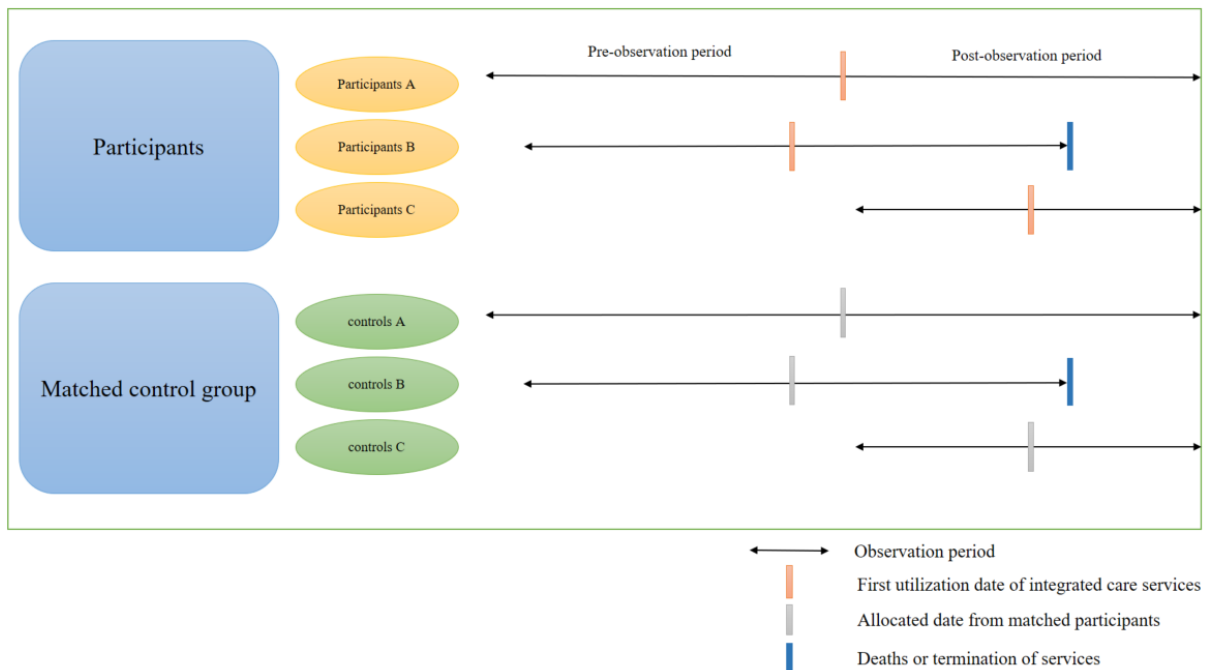 Pre-observation period
Post-observation period
Participants
Participants A
Participants B
Participants C
Matched control group
controls A
controls B
controls C
Observation period
First utilization date of integrated care services
Allocated date from matched participants
Deaths or termination of services